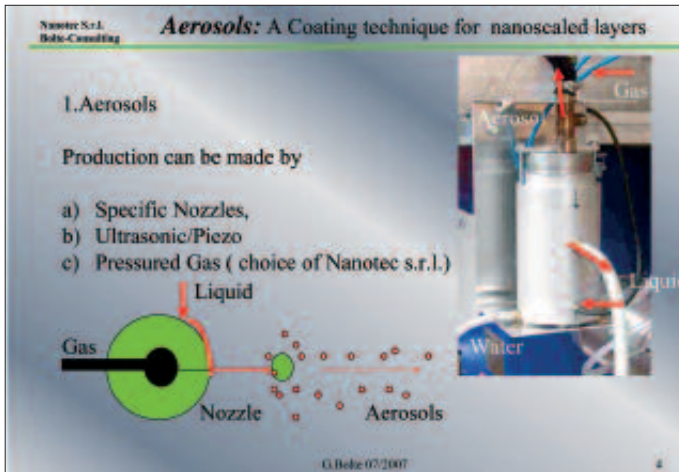 Nanotec S.r.l.
Bolte-Consulting
Aerosols: A Coating technique for nanoscaled layers
1.Aerosols
Production can be made by
a) Specific Nozzles,
b) Ultrasonic/Piezo
c) Pressured Gas ( choice of Nanotec s.r.l.)
Liquid
Gas
Nozzle
Aerosols
Gas
Aerosol
Liquid
Water
G.Bolte 07/2007
4